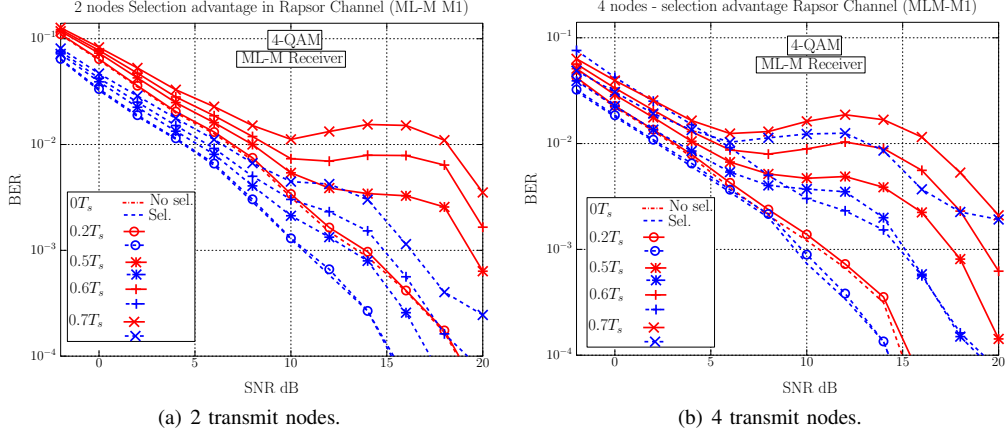 2 nodes Selection advantage in Rapsor Channel (ML-M M1)
10^{-1}
10^{-2}
10^{-3}
10^{-4}
BER
4-QAM
ML-M Receiver
0T_s No sel.
Sel.
0.2T_s
0.5T_s
0.6T_s
0.7T_s
0 5 10 15 20
SNR dB
(a) 2 transmit nodes.
4 nodes - selection advantage Rapsor Channel (MLM-M1)
10^{-1}
10^{-2}
10^{-3}
10^{-4}
BER
4-QAM
ML-M Receiver
0T_s No sel.
Sel.
0.2T_s
0.5T_s
0.6T_s
0.7T_s
0 5 10 15 20
SNR dB
(b) 4 transmit nodes.